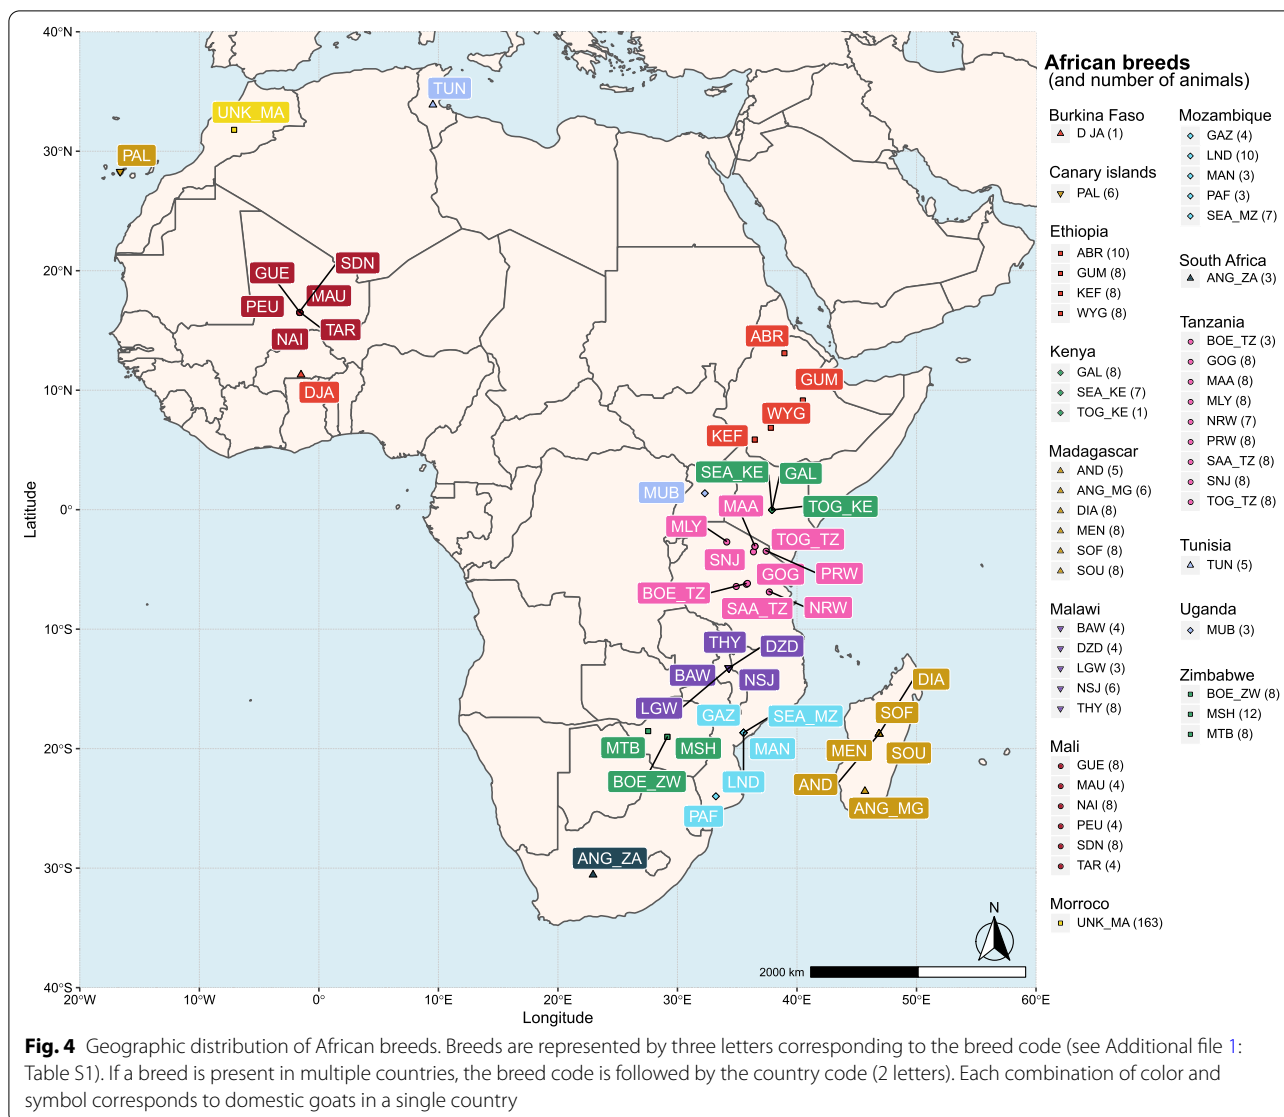 40°N
30°N
20°N
10°N
0°
10°S
20°S
30°S
40°S
20°W
10°W
0°
10°E
20°E
30°E
40°E
50°E
60°E
Latitude
Longitude
TUN
UNK_MA
PAL
SDN
GUE
MAU
PEU
TAR
NAI
DJA
ABR
GUM
WYG
KEF
SEA_KE
GAL
MUB
MAA
TOG_KE
MLY
TOG_TZ
SNJ
GOG
PRW
BOE_TZ
SAA_TZ
NRW
THY
DZD
BAW
NSJ
LGW
GAZ
SEA_MZ
MTB
MSH
MAN
BOE_ZW
LND
PAF
DIA
SOF
MEN
SOU
AND
ANG_MG
ANG_ZA
N
2000 km
African breeds
(and number of animals)
Burkina Faso
D JA (1)
Canary islands
PAL (6)
Ethiopia
ABR (10)
GUM (8)
KEF (8)
WYG (8)
Kenya
GAL (8)
SEA_KE (7)
TOG_KE (1)
Madagascar
AND (5)
ANG_MG (6)
DIA (8)
MEN (8)
SOF (8)
SOU (8)
Malawi
BAW (4)
DZD (4)
LGW (3)
NSJ (6)
THY (8)
Mali
GUE (8)
MAU (4)
NAI (8)
PEU (4)
SDN (8)
TAR (4)
Morroco
UNK_MA (163)
Mozambique
GAZ (4)
LND (10)
MAN (3)
PAF (3)
SEA_MZ (7)
South Africa
ANG_ZA (3)
Tanzania
BOE_TZ (3)
GOG (8)
MAA (8)
MLY (8)
NRW (7)
PRW (8)
SAA_TZ (8)
SNJ (8)
TOG_TZ (8)
Tunisia
TUN (5)
Uganda
MUB (3)
Zimbabwe
BOE_ZW (8)
MSH (12)
MTB (8)
Fig. 4 Geographic distribution of African breeds. Breeds are represented by three letters corresponding to the breed code (see Additional file 1:
Table S1). If a breed is present in multiple countries, the breed code is followed by the country code (2 letters). Each combination of color and
symbol corresponds to domestic goats in a single country